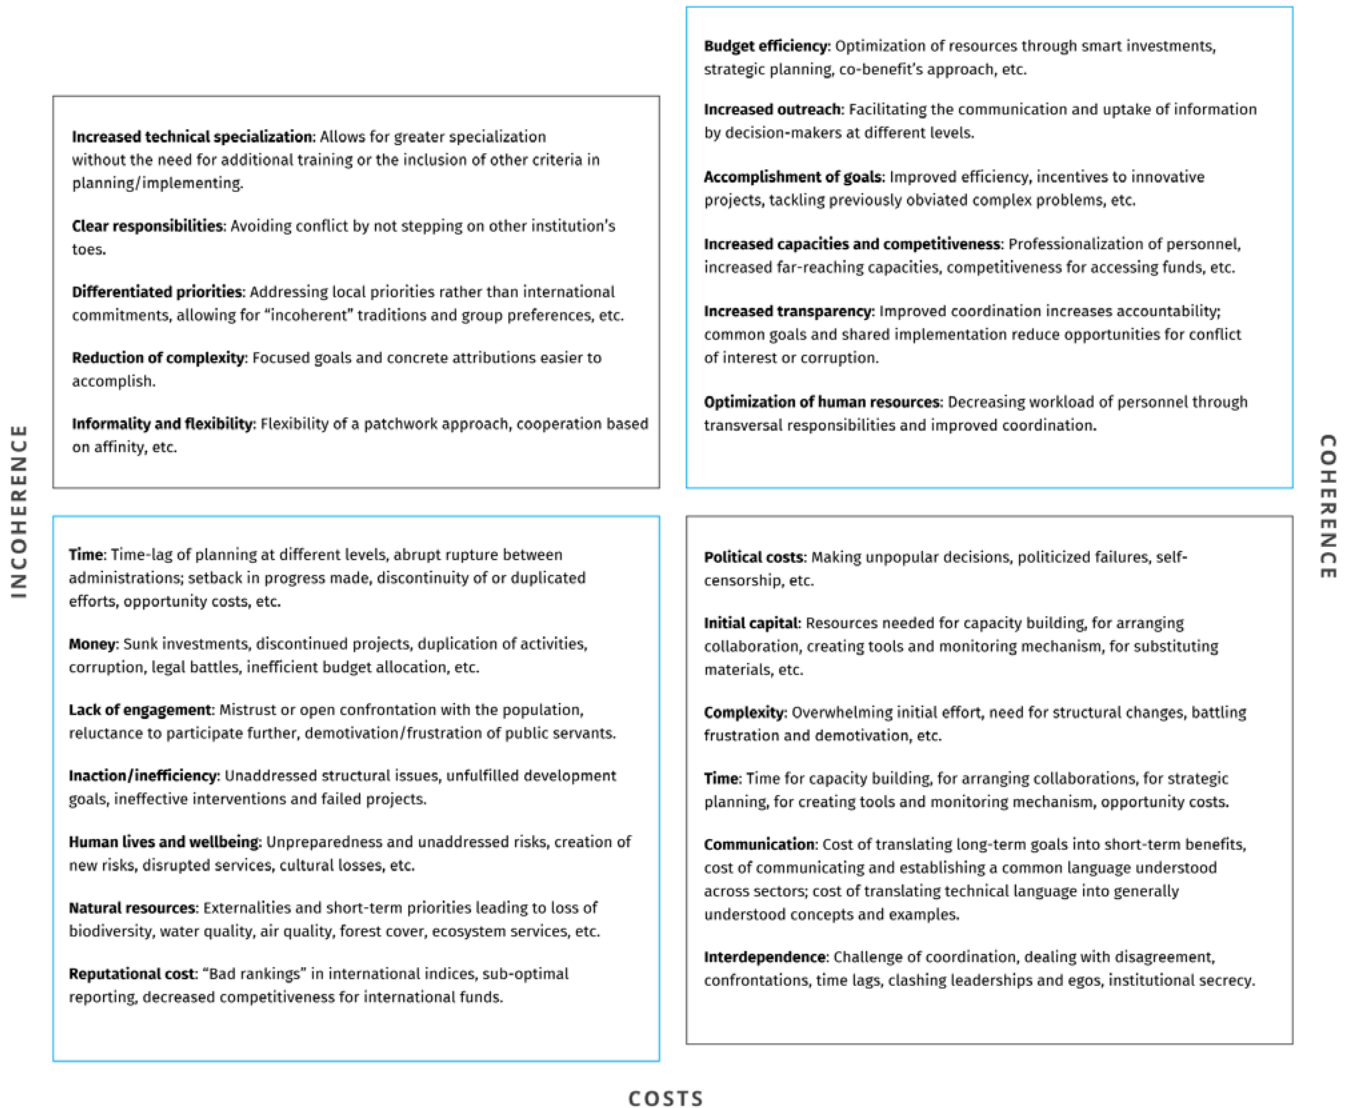 INCOHERENCE
Increased technical specialization: Allows for greater specialization
without the need for additional training or the inclusion of other criteria in
planning/implementing.
Clear responsibilities: Avoiding conflict by not stepping on other institution's
toes.
Differentiated priorities: Addressing local priorities rather than international
commitments, allowing for “incoherent” traditions and group preferences, etc.
Reduction of complexity: Focused goals and concrete attributions easier to
accomplish.
Informality and flexibility: Flexibility of a patchwork approach, cooperation based
on affinity, etc.
Budget efficiency: Optimization of resources through smart investments,
strategic planning, co-benefit's approach, etc.
Increased outreach: Facilitating the communication and uptake of information
by decision-makers at different levels.
Accomplishment of goals: Improved efficiency, incentives to innovative
projects, tackling previously obviated complex problems, etc.
Increased capacities and competitiveness: Professionalization of personnel,
increased far-reaching capacities, competitiveness for accessing funds, etc.
Increased transparency: Improved coordination increases accountability;
common goals and shared implementation reduce opportunities for conflict
of interest or corruption.
Optimization of human resources: Decreasing workload of personnel through
transversal responsibilities and improved coordination.
COHERENCE
Time: Time-lag of planning at different levels, abrupt rupture between
administrations; setback in progress made, discontinuity of or duplicated
efforts, opportunity costs, etc.
Money: Sunk investments, discontinued projects, duplication of activities,
corruption, legal battles, inefficient budget allocation, etc.
Lack of engagement: Mistrust or open confrontation with the population,
reluctance to participate further, demotivation/frustration of public servants.
Inaction/inefficiency: Unaddressed structural issues, unfulfilled development
goals, ineffective interventions and failed projects.
Human lives and wellbeing: Unpreparedness and unaddressed risks, creation of
new risks, disrupted services, cultural losses, etc.
Natural resources: Externalities and short-term priorities leading to loss of
biodiversity, water quality, air quality, forest cover, ecosystem services, etc.
Reputational cost: “Bad rankings” in international indices, sub-optimal
reporting, decreased competitiveness for international funds.
Political costs: Making unpopular decisions, politicized failures, self-
censorship, etc.
Initial capital: Resources needed for capacity building, for arranging
collaboration, creating tools and monitoring mechanism, for substituting
materials, etc.
Complexity: Overwhelming initial effort, need for structural changes, battling
frustration and demotivation, etc.
Time: Time for capacity building, for arranging collaborations, for strategic
planning, for creating tools and monitoring mechanism, opportunity costs.
Communication: Cost of translating long-term goals into short-term benefits,
cost of communicating and establishing a common language understood
across sectors; cost of translating technical language into generally
understood concepts and examples.
Interdependence: Challenge of coordination, dealing with disagreement,
confrontations, time lags, clashing leaderships and egos, institutional secrecy.
COSTS